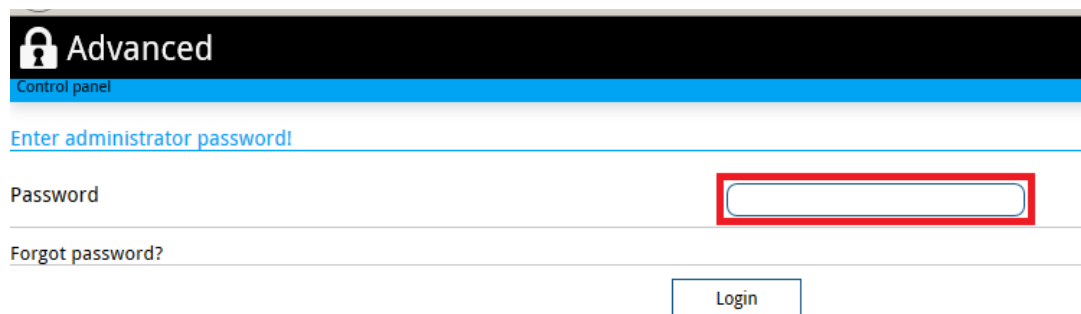 Advanced
Control panel
Enter administrator password!
Password
Forgot password?
Login